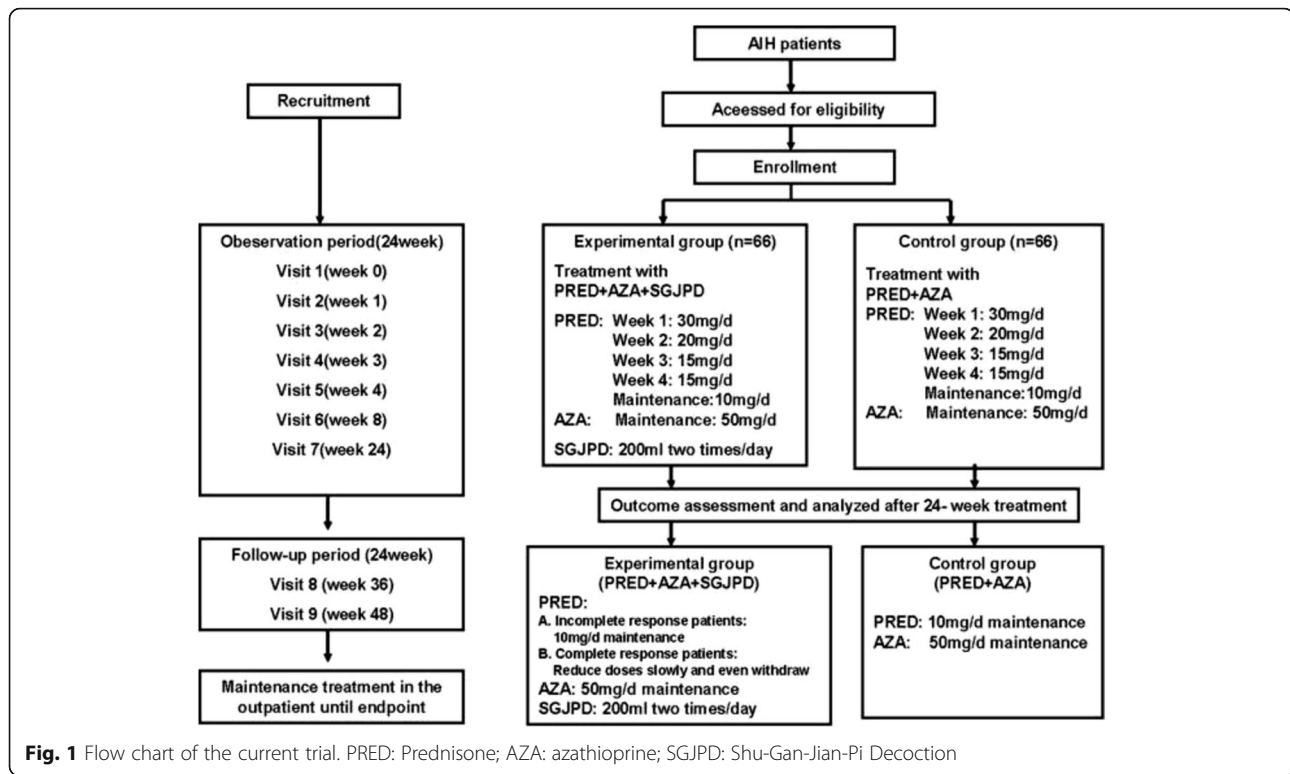 Recruitment
Obeservation period(24week)
Visit 1(week 0)
Visit 2(week 1)
Visit 3(week 2)
Visit 4(week 3)
Visit 5(week 4)
Visit 6(week 8)
Visit 7(week 24)
Follow-up period (24week)
Visit 8 (week 36)
Visit 9 (week 48)
Maintenance treatment in the
outpatient until endpoint
AIH patients
Aceessed for eligibility
Enrollment
Experimental group (n=66)
Treatment with
PRED+AZA+SGJPD
PRED: Week 1: 30mg/d
Week 2: 20mg/d
Week 3: 15mg/d
Week 4: 15mg/d
Maintenance:10mg/d
AZA: Maintenance: 50mg/d
SGJPD: 200ml two times/day
Control group (n=66)
Treatment with
PRED+AZA
PRED: Week 1: 30mg/d
Week 2: 20mg/d
Week 3: 15mg/d
Week 4: 15mg/d
Maintenance:10mg/d
AZA: Maintenance: 50mg/d
Outcome assessment and analyzed after 24- week treatment
Experimental group
(PRED+AZA+SGJPD)
PRED:
A. Incomplete response patients:
10mg/d maintenance
B. Complete response patients:
Reduce doses slowly and even withdraw
AZA: 50mg/d maintenance
SGJPD: 200ml two times/day
Control group
(PRED+AZA)
PRED: 10mg/d maintenance
AZA: 50mg/d maintenance
Fig. 1 Flow chart of the current trial. PRED: Prednisone; AZA: azathioprine; SGJPD: Shu-Gan-Jian-Pi Decoction